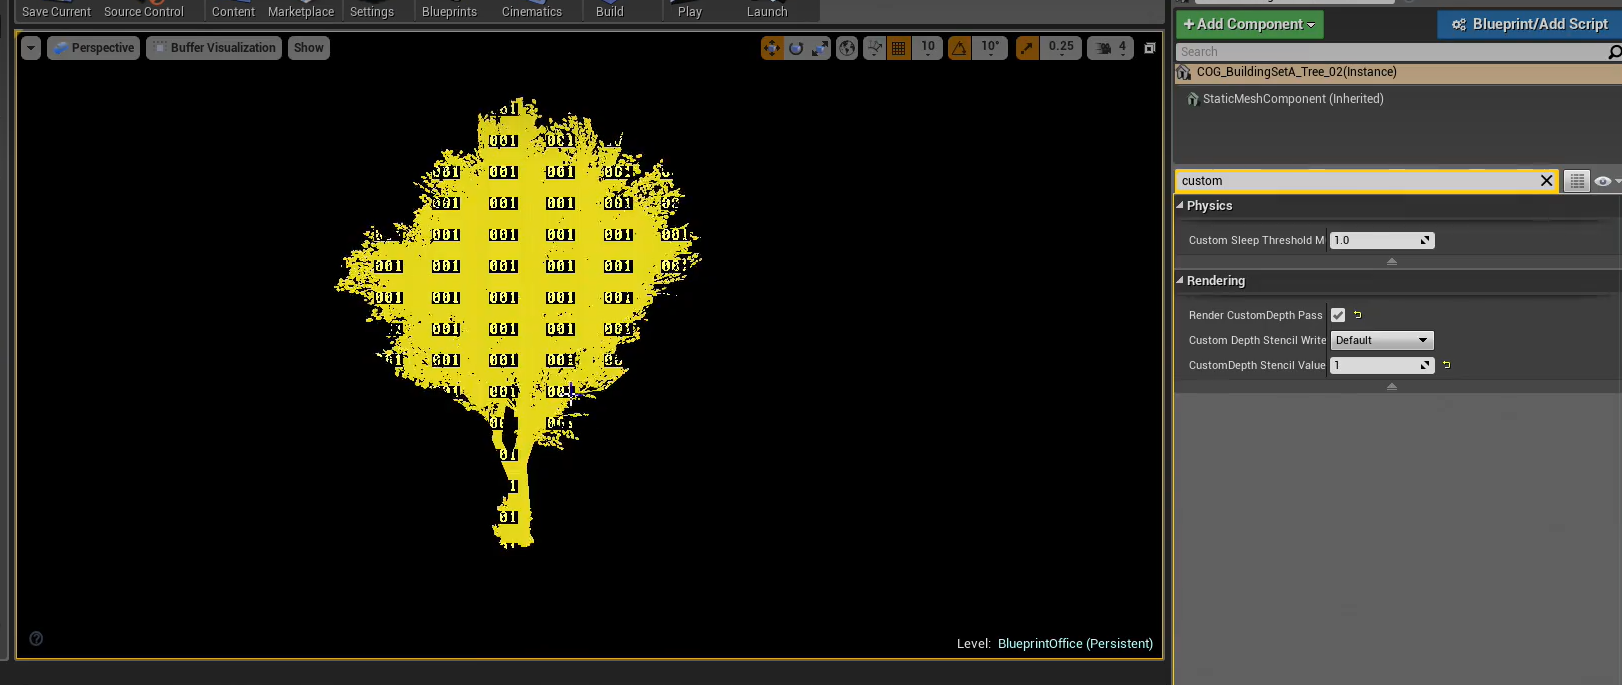 Save Current Source Control Content Marketplace Settings Blueprints Cinematics Build Play Launch
Perspective Buffer Visualization Show 10 10° 0.25 4
001
001
001 001 001
001 001 001
001 001 001 001
001 001 001 001
001 001 001 001
001 001 001 001
001 001 001 001
001 001 001
001
01
1
01
Level: BlueprintOffice (Persistent)
+Add Component
Blueprint/Add Script
Search
COG_BuildingSetA_Tree_02(Instance)
StaticMeshComponent (Inherited)
custom
Physics
Custom Sleep Threshold M 1.0
Rendering
Render CustomDepth Pass
Custom Depth Stencil Write Default
CustomDepth Stencil Value 1